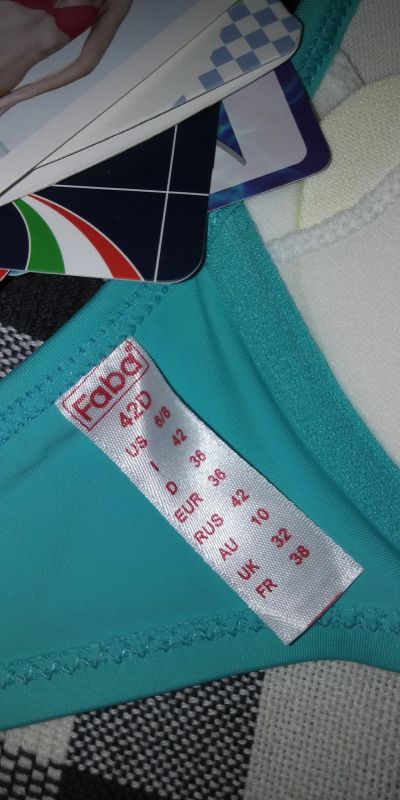 Faba
42D
US 6/8
I 42
D 36
EUR 36
RUS 42
AU 10
UK 32
FR 38